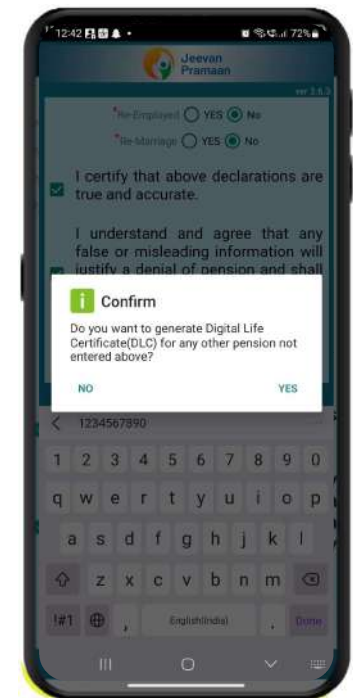 12:42
72%
Jeevan
Pramaan
ver 3.6.3
*Re-Employed YES No
*Re-Marriage YES No
I certify that above declarations are
true and accurate.
I understand and agree that any
false or misleading information will
justify a denial of pension and shall
i Confirm
Do you want to generate Digital Life
Certificate(DLC) for any other pension not
entered above?
NO YES
1234567890
1 2 3 4 5 6 7 8 9 0
q w e r t y u i o p
a s d f g h j k l
z x c v b n m
!#1 , English(India) . Done